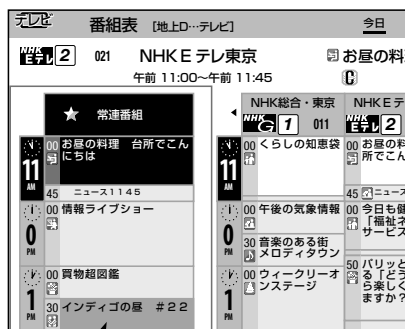 テレビ 番組表 [地上D…テレビ] 今日
NHK Eテレ 2 021 NHKEテレ東京 お昼の料
午前 11:00～午前 11:45
★ 常連番組
11 AM
00 お昼の料理 台所でこん
にちは
45 ニュース1145
0 PM
00 情報ライブショー
1 PM
00 買物超図鑑
30 インディゴの昼 #22
NHK総合・東京
NHK G 1 011
11 AM
00 くらしの知恵袋
0 PM
00 午後の気象情報
30 音楽のある街
メロディタウン
1 PM
00 ウィークリーオ
ンステージ
NHKEテ
NHK Eテレ 2
00 お昼の料
所でこん
45 ニュース
00 今日も健
「福祉ネ
サービス
50 パリッと
る「どう
ら楽しく
ますか?